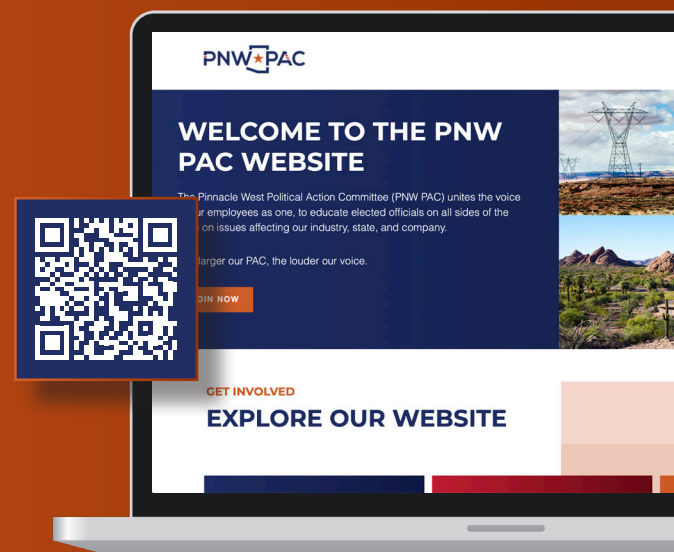 PNW PAC
WELCOME TO THE PNW
PAC WEBSITE
The Pinnacle West Political Action Committee (PNW PAC) unites the voice
employees as one, to educate elected officials on all sides of the
on issues affecting our industry, state, and company.
larger our PAC, the louder our voice.
NOW
GET INVOLVED
EXPLORE OUR WEBSITE